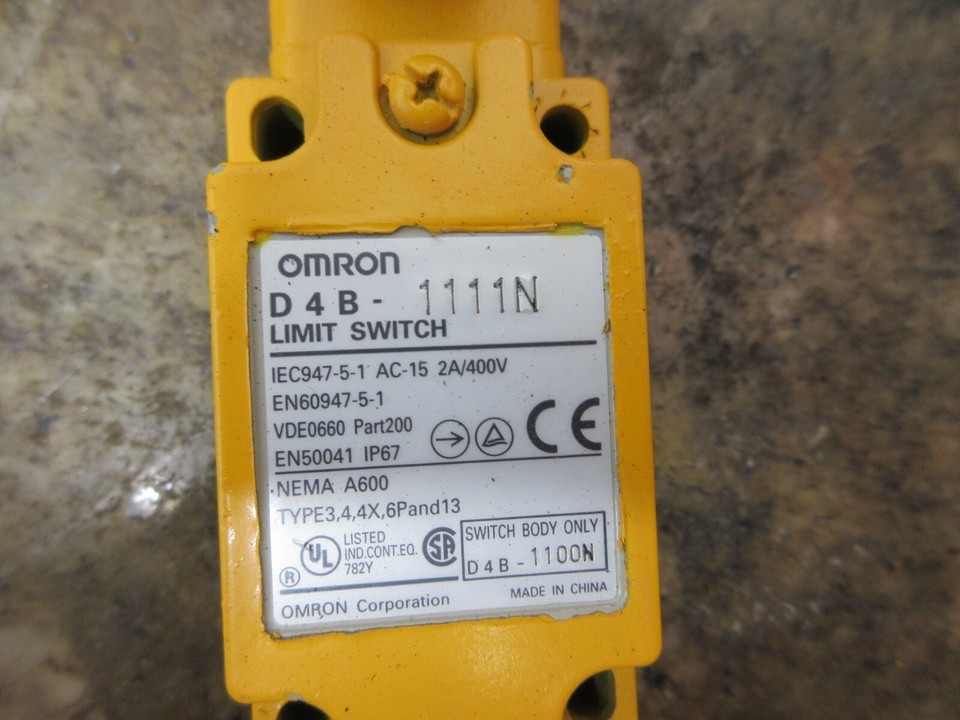 OMRON
D4B-1111N
LIMIT SWITCH
IEC947-5-1 AC-15 2A/400V
EN60947-5-1
VDE0660 Part200
EN50041 IP67
CE
NEMA A600
TYPE3,4,4X,6Pand13
® UL LISTED
IND.CONT.EQ.
782Y
SA
SWITCH BODY ONLY
D4B-1100N
OMRON Corporation
MADE IN CHINA